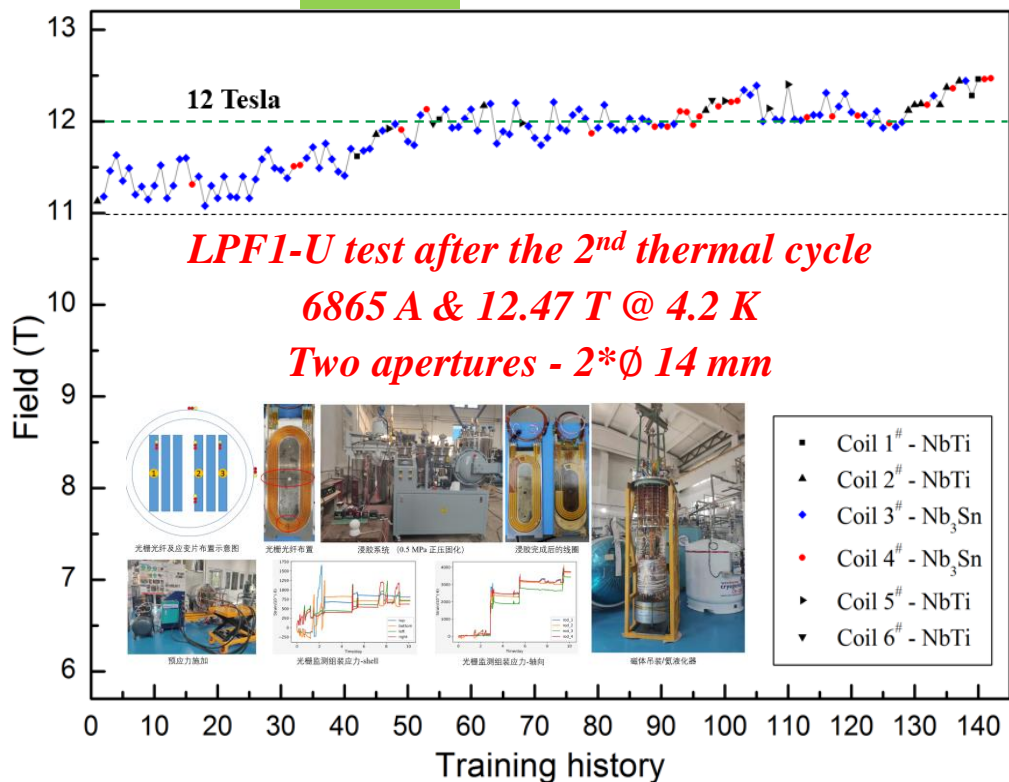 13
12
11
10
9
8
7
6
Field (T)
12 Tesla
LPF1-U test after the 2nd thermal cycle
6865 A & 12.47 T @ 4.2 K
Two apertures - 2*∅ 14 mm
1
2
3
光栅光纤及应变片布置示意图
光栅光纤布置
浸胶系统 (0.5 MPa 正压固化)
浸胶完成后的线圈
预应力施加
光栅监测组装应力-shell
光栅监测组装应力-轴向
磁体吊装/氦液化器
Coil 1# - NbTi
Coil 2# - NbTi
Coil 3# - Nb3Sn
Coil 4# - Nb3Sn
Coil 5# - NbTi
Coil 6# - NbTi
0 10 20 30 40 50 60 70 80 90 100 110 120 130 140
Training history